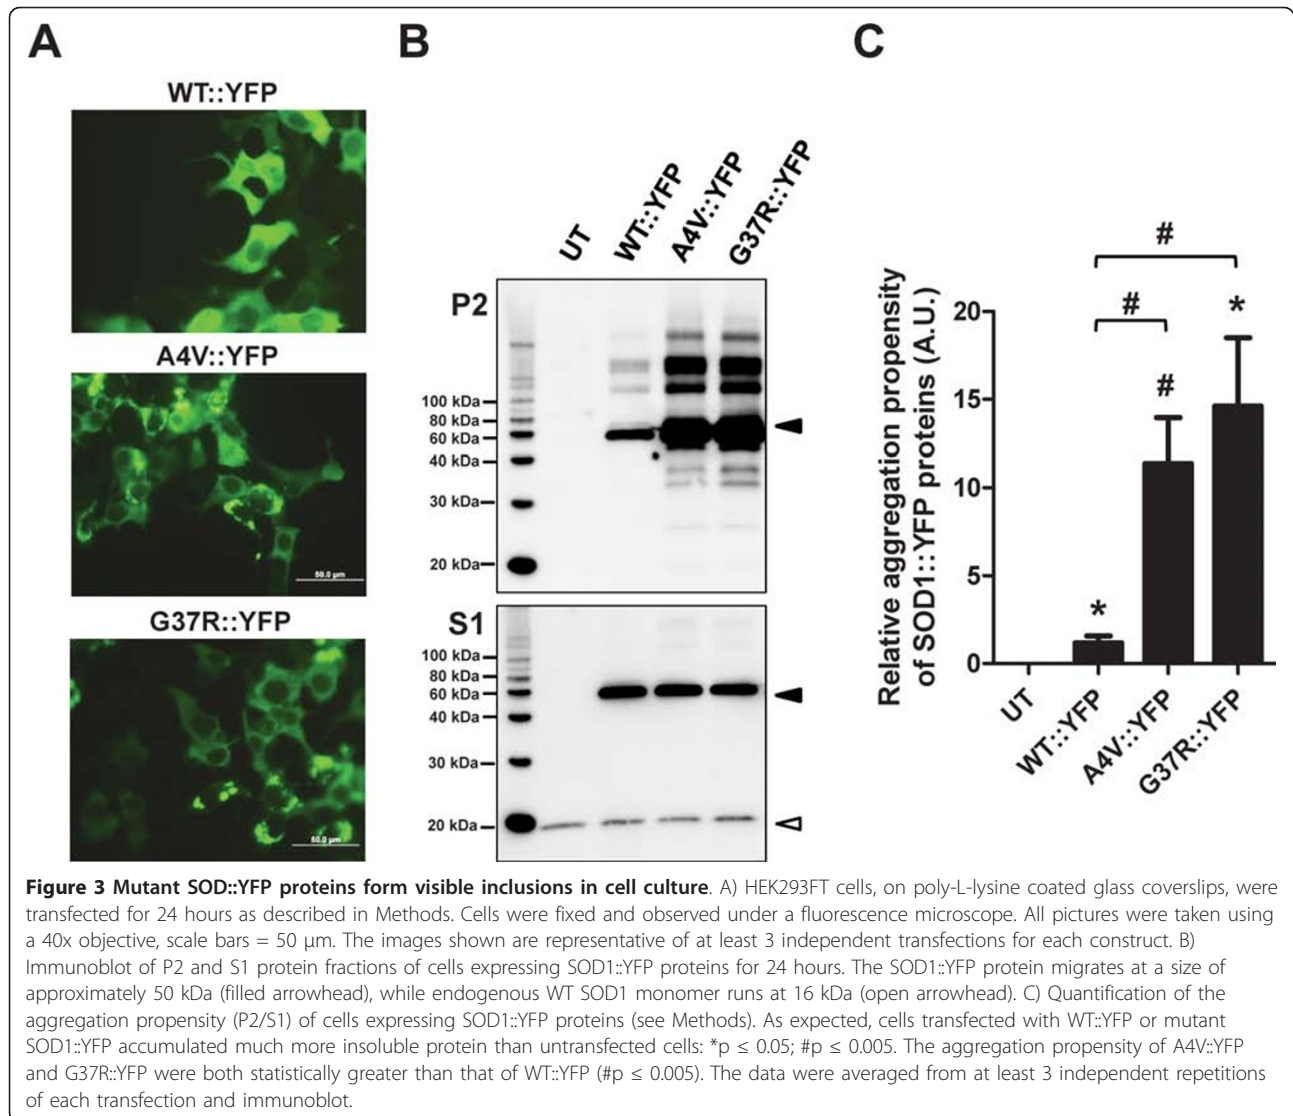 A
B
C
WT::YFP
A4V::YFP
50.0 µm
G37R::YFP
50.0 µm
UT
WT::YFP
A4V::YFP
G37R::YFP
P2
100 kDa
80 kDa
60 kDa
40 kDa
30 kDa
20 kDa
S1
100 kDa
80 kDa
60 kDa
40 kDa
30 kDa
20 kDa
Relative aggregation propensity
of SOD1::YFP proteins (A.U.)
20
15
10
5
0
#
#
*
#
*
UT
WT::YFP
A4V::YFP
G37R::YFP
Figure 3 Mutant SOD::YFP proteins form visible inclusions in cell culture. A) HEK293FT cells, on poly-L-lysine coated glass coverslips, were
transfected for 24 hours as described in Methods. Cells were fixed and observed under a fluorescence microscope. All pictures were taken using
a 40x objective, scale bars = 50 μm. The images shown are representative of at least 3 independent transfections for each construct. B)
Immunoblot of P2 and S1 protein fractions of cells expressing SOD1::YFP proteins for 24 hours. The SOD1::YFP protein migrates at a size of
approximately 50 kDa (filled arrowhead), while endogenous WT SOD1 monomer runs at 16 kDa (open arrowhead). C) Quantification of the
aggregation propensity (P2/S1) of cells expressing SOD1::YFP proteins (see Methods). As expected, cells transfected with WT::YFP or mutant
SOD1::YFP accumulated much more insoluble protein than untransfected cells: *p ≤ 0.05; #p ≤ 0.005. The aggregation propensity of A4V::YFP
and G37R::YFP were both statistically greater than that of WT::YFP (#p ≤ 0.005). The data were averaged from at least 3 independent repetitions
of each transfection and immunoblot.